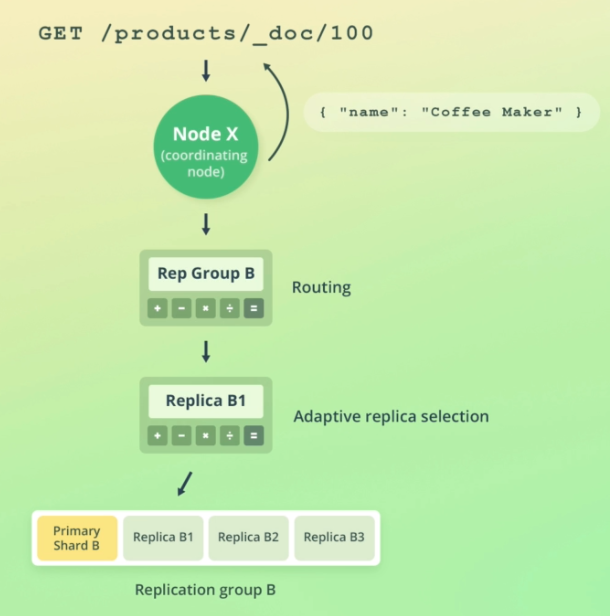 GET /products/_doc/100
{ "name": "Coffee Maker" }
Node X
(coordinating
node)
Rep Group B
+ − × ÷ =
Routing
Replica B1
+ − × ÷ =
Adaptive replica selection
Primary
Shard B
Replica B1
Replica B2
Replica B3
Replication group B